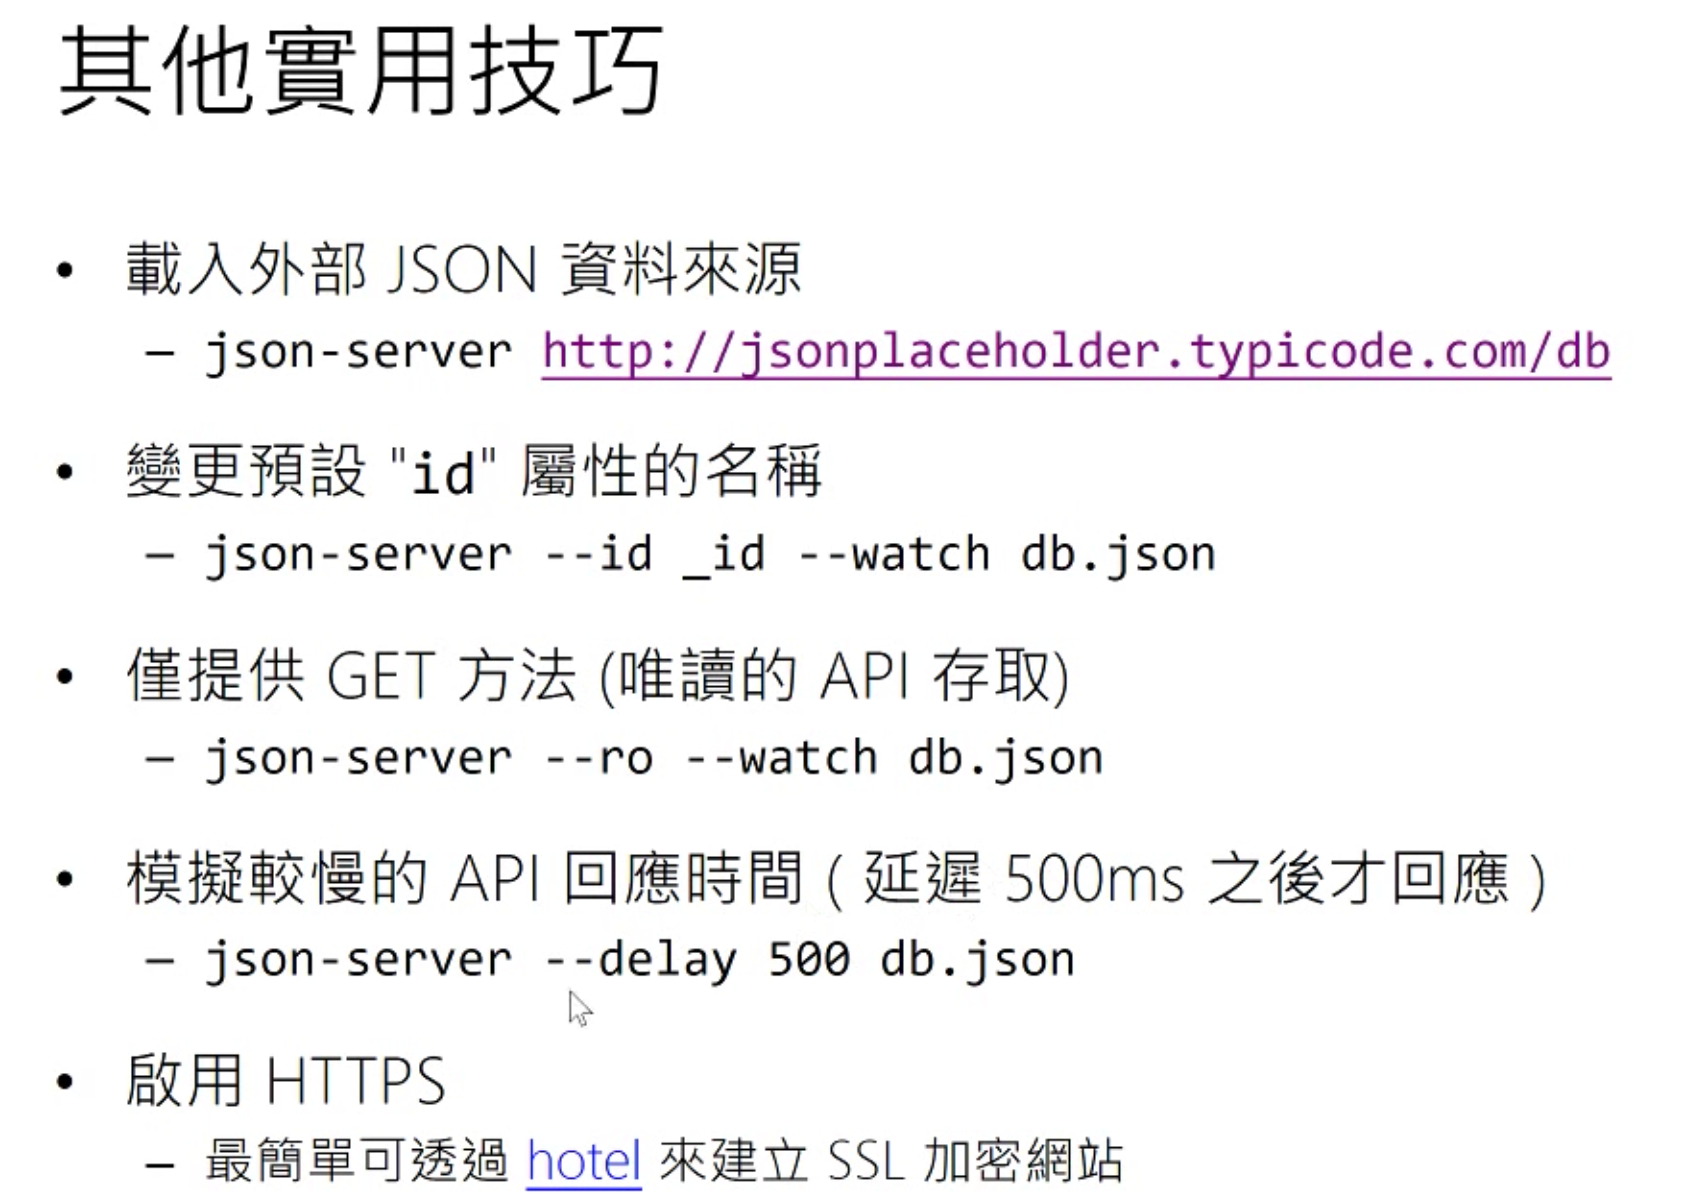 其他實用技巧
• 載入外部 JSON 資料來源
– json-server http://jsonplaceholder.typicode.com/db
• 變更預設 "id" 屬性的名稱
– json-server --id _id --watch db.json
• 僅提供 GET 方法 (唯讀的 API 存取)
– json-server --ro --watch db.json
• 模擬較慢的 API 回應時間 ( 延遲 500ms 之後才回應 )
– json-server --delay 500 db.json
• 啟用 HTTPS
– 最簡單可透過 hotel 來建立 SSL 加密網站